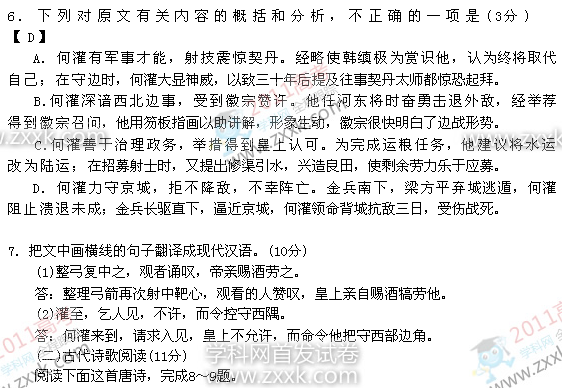 6. 下列对原文有关内容的概括和分析，不正确的一项是(3分)
【 D】
A. 何灌有军事才能，射技震惊契丹。经略使韩缜极为赏识他，认为终将取代
自己；在守边时，何灌大显神威，以致三十年后提及往事契丹太师都惊恐起拜。
B.何灌深谙西北边事，受到徽宗赞许。他任河东将时奋勇击退外敌，经举荐
得到徽宗召问，他用笏板指画以助讲解，形象生动，徽宗很快明白了边战形势。
C.何灌善于治理政务，举措得到皇上认可。为完成运粮任务，他建议将水运
改为陆运；在招募射士时，又提出修渠引水，兴造良田，使剩余劳力乐于应募。
D. 何灌力守京城，拒不降敌，不幸阵亡。金兵南下，梁方平弃城逃遁，何灌
阻止溃退未成；金兵长驱直下，逼近京城，何灌领命背城抗敌三日，受伤战死。
7. 把文中画横线的句子翻译成现代汉语。(10分)
(1)整弓复中之，观者诵叹，帝亲赐酒劳之。
答：整理弓箭再次射中靶心，观看的人赞叹，皇上亲自赐酒犒劳他。
(2)灌至，乞人见，不许，而令控守西隅。
答：何灌来到，请求入见，皇上不允许，而命令他把守西部边角。
(二)古代诗歌阅读(11分)
阅读下面这首唐诗，完成8～9题。
学科网首发试卷
www.zxxk.com
2011高考